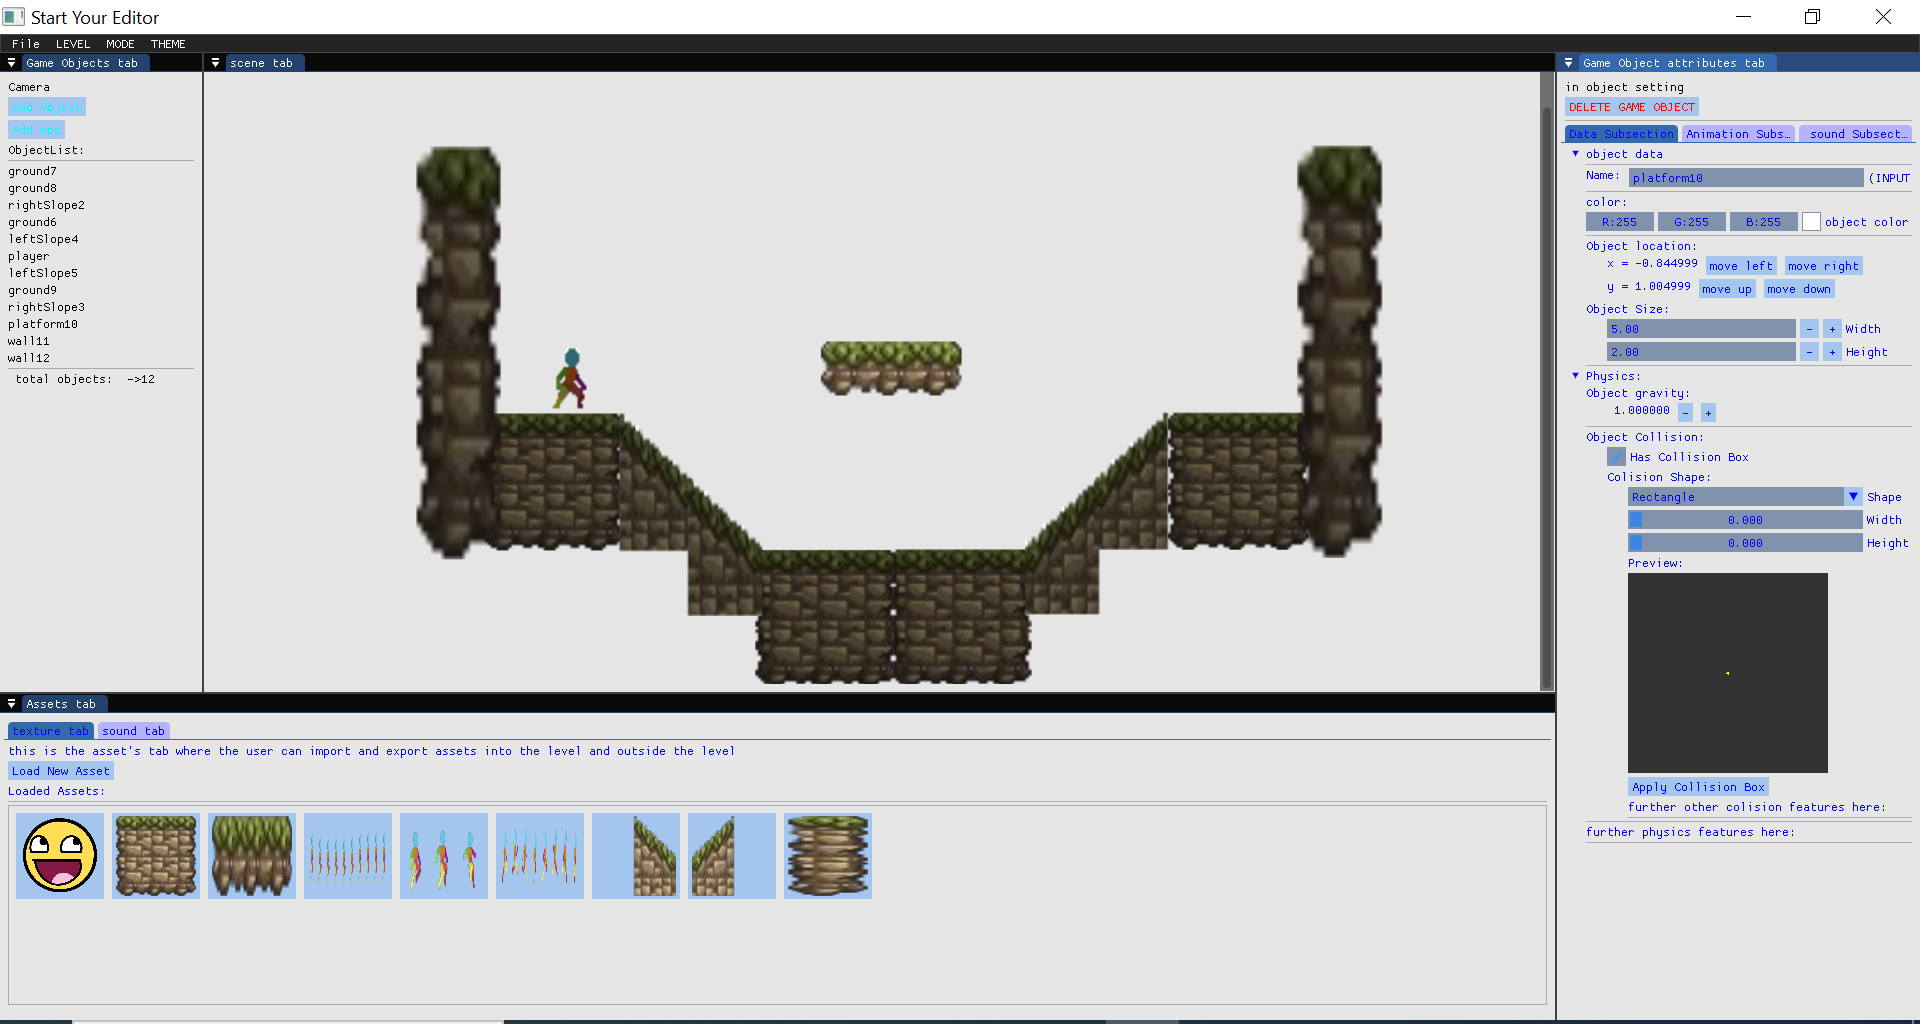 Start Your Editor
File LEVEL MODE THEME
Game Objects tab
Camera
Add Object
Add npc
ObjectList:
ground7
ground8
rightSlope2
ground6
leftSlope4
player
leftSlope5
ground9
rightSlope3
platform10
wall11
wall12
total objects: ->12
scene tab
Assets tab
texture tab sound tab
this is the asset's tab where the user can import and export assets into the level and outside the level
Load New Asset
Loaded Assets:
Game Object attributes tab
in object setting
DELETE GAME OBJECT
Data Subsection Animation Subs… sound Subsect…
object data
Name: platform10 (INPUT
color:
R:255 G:255 B:255 object color
Object location:
x = -0.844999 move left move right
y = 1.004999 move up move down
Object Size:
5.00 - + Width
2.00 - + Height
Physics:
Object gravity:
1.000000 - +
Object Collision:
Has Collision Box
Colision Shape:
Rectangle Shape
0.000 Width
0.000 Height
Preview:
Apply Collision Box
further other colision features here:
further physics features here: